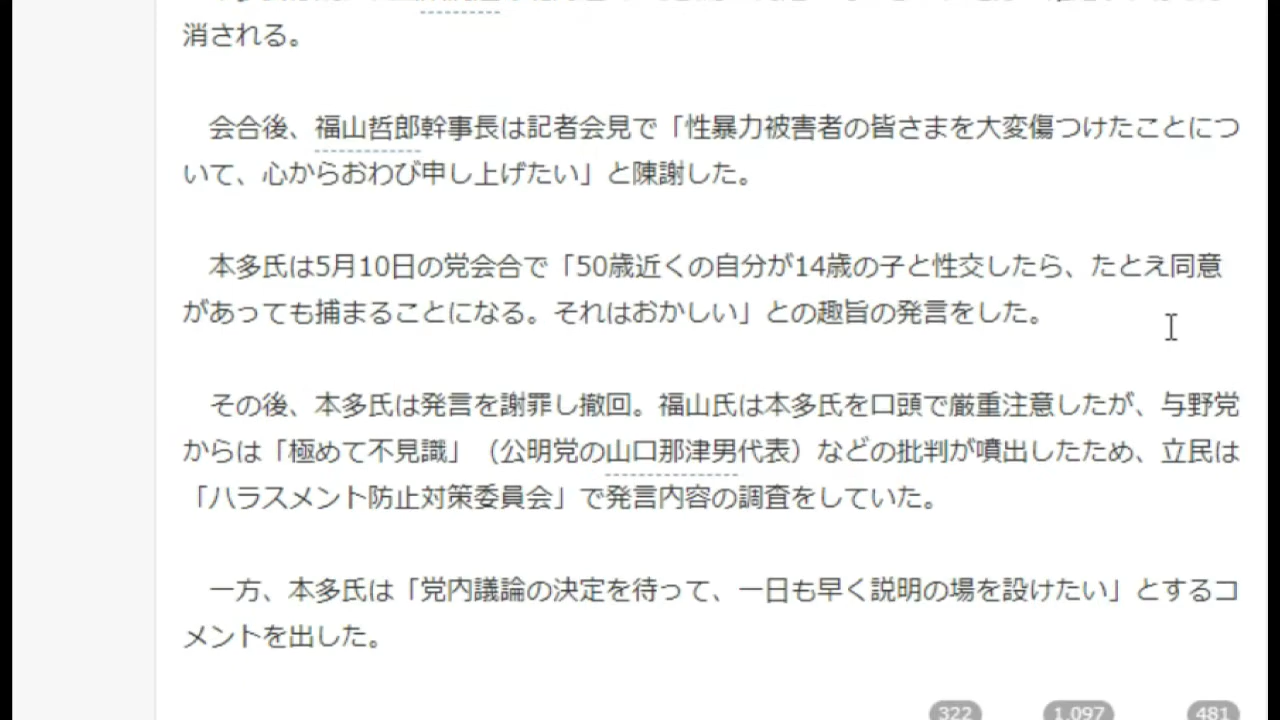 消される。
会合後、福山哲郎幹事長は記者会見で「性暴力被害者の皆さまを大変傷つけたことにつ
いて、心からおわび申し上げたい」と陳謝した。
本多氏は5月10日の党会合で「50歳近くの自分が14歳の子と性交したら、たとえ同意
があっても捕まることになる。それはおかしい」との趣旨の発言をした。
その後、本多氏は発言を謝罪し撤回。福山氏は本多氏を口頭で厳重注意したが、与野党
からは「極めて不見識」（公明党の山口那津男代表）などの批判が噴出したため、立民は
「ハラスメント防止対策委員会」で発言内容の調査をしていた。
一方、本多氏は「党内議論の決定を待って、一日も早く説明の場を設けたい」とするコ
メントを出した。
322 1,097 481